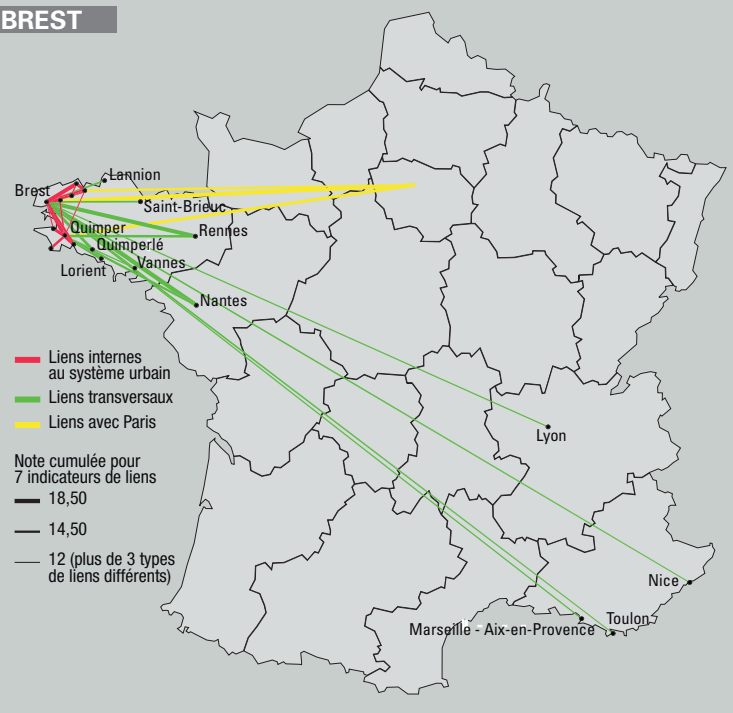 BREST
Lannion
Brest
Saint-Brieuc
Quimper
Rennes
Quimperlé
Vannes
Lorient
Nantes
Liens internes
au système urbain
Liens transversaux
Liens avec Paris
Lyon
Note cumulée pour
7 indicateurs de liens
18,50
14,50
12 (plus de 3 types
de liens différents)
Nice
Toulon
Marseille - Aix-en-Provence